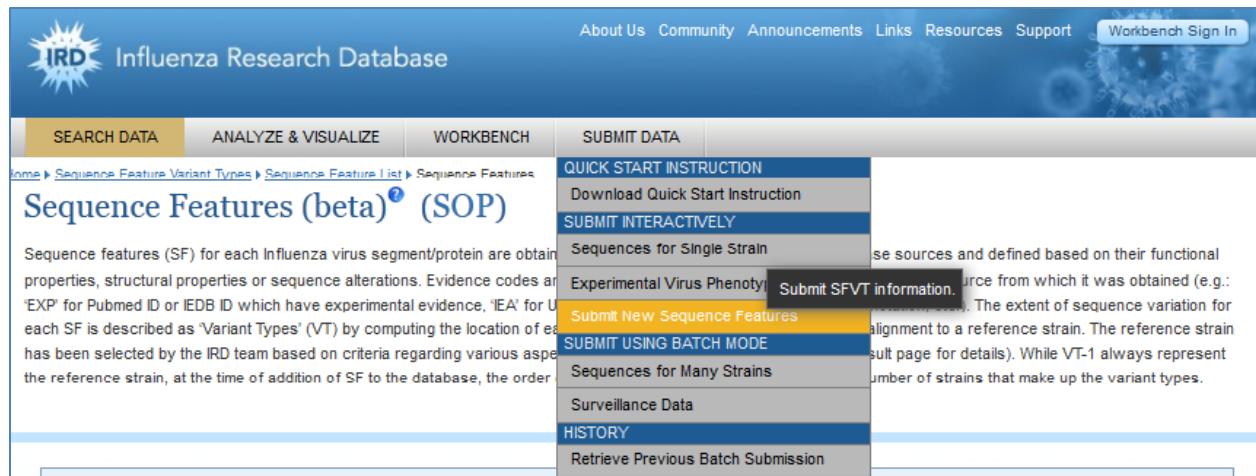 About Us Community Announcements Links Resources Support Workbench Sign In
IRD Influenza Research Database
SEARCH DATA ANALYZE & VISUALIZE WORKBENCH SUBMIT DATA
ome Sequence Feature Variant Types Sequence Feature List Sequence Features
Sequence Features (beta)? (SOP)
Sequence features (SF) for each Influenza virus segment/protein are obtain
se sources and defined based on their functional
properties, structural properties or sequence alterations. Evidence codes ar
urce from which it was obtained (e.g.:
'EXP' for Pubmed ID or IEDB ID which have experimental evidence, 'IEA' for U
The extent of sequence variation for
each SF is described as 'Variant Types' (VT) by computing the location of ea
alignment to a reference strain. The reference strain
has been selected by the IRD team based on criteria regarding various aspe
sult page for details). While VT-1 always represent
the reference strain, at the time of addition of SF to the database, the order
umber of strains that make up the variant types.
QUICK START INSTRUCTION
Download Quick Start Instruction
SUBMIT INTERACTIVELY
Sequences for Single Strain
Experimental Virus Phenotyp
Submit SFVT information.
Submit New Sequence Features
SUBMIT USING BATCH MODE
Sequences for Many Strains
Surveillance Data
HISTORY
Retrieve Previous Batch Submission